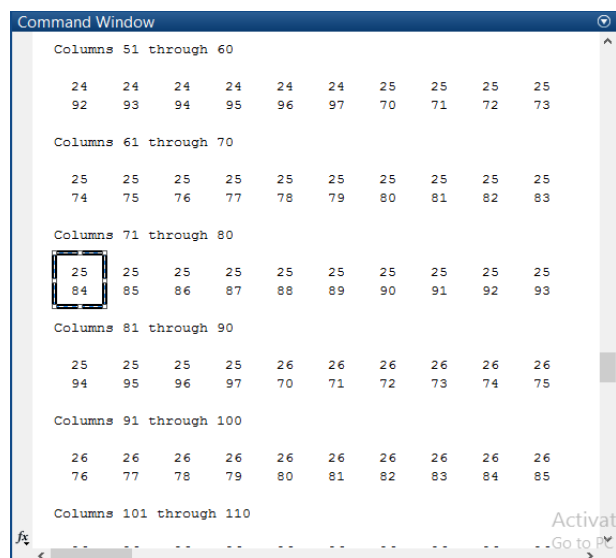 Command Window
Columns 51 through 60
24 24 24 24 24 24 25 25 25 25
92 93 94 95 96 97 70 71 72 73
Columns 61 through 70
25 25 25 25 25 25 25 25 25 25
74 75 76 77 78 79 80 81 82 83
Columns 71 through 80
25 25 25 25 25 25 25 25 25 25
84 85 86 87 88 89 90 91 92 93
Columns 81 through 90
25 25 25 25 26 26 26 26 26 26
94 95 96 97 70 71 72 73 74 75
Columns 91 through 100
26 26 26 26 26 26 26 26 26 26
76 77 78 79 80 81 82 83 84 85
Columns 101 through 110
Activat
fx
Go to PC